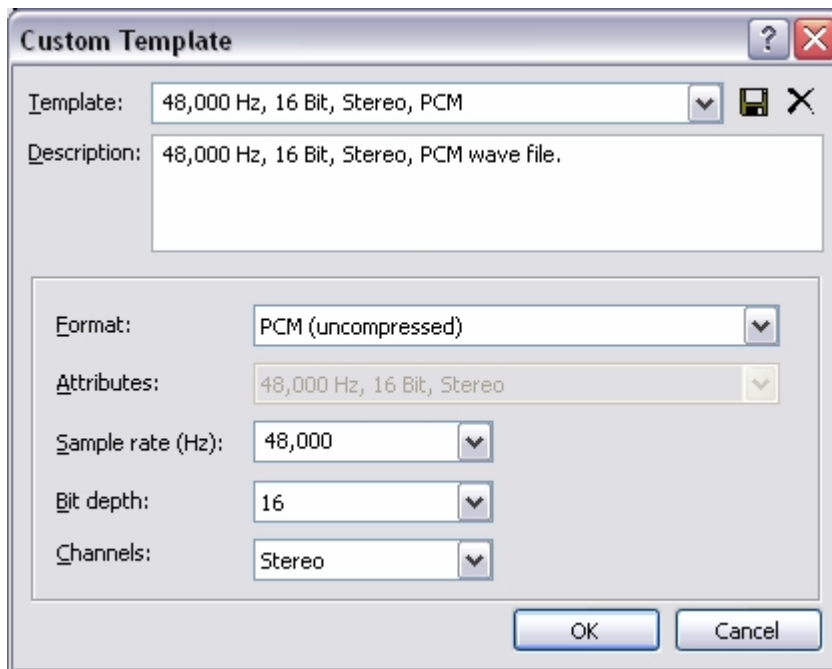 Custom Template
Template: 48,000 Hz, 16 Bit, Stereo, PCM
Description: 48,000 Hz, 16 Bit, Stereo, PCM wave file.
Format: PCM (uncompressed)
Attributes: 48,000 Hz, 16 Bit, Stereo
Sample rate (Hz): 48,000
Bit depth: 16
Channels: Stereo
OK Cancel